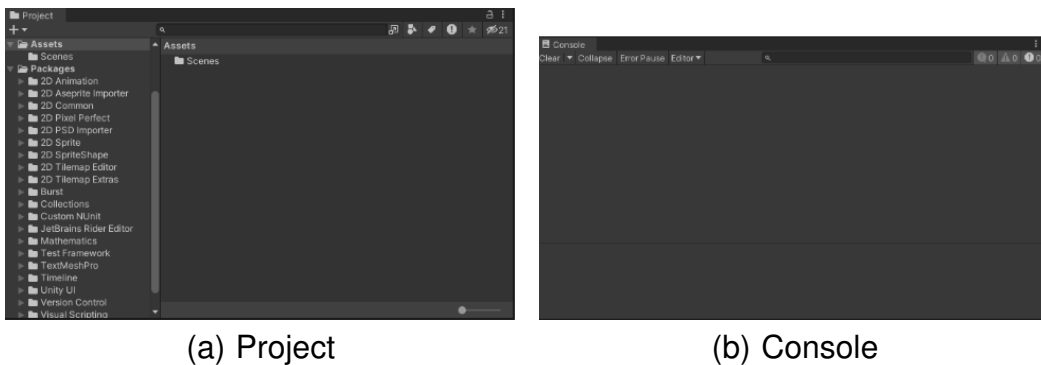 Project
21
Assets
Scenes
Packages
2D Animation
2D Aseprite Importer
2D Common
2D Pixel Perfect
2D PSD Importer
2D Sprite
2D SpriteShape
2D Tilemap Editor
2D Tilemap Extras
Burst
Collections
Custom NUnit
JetBrains Rider Editor
Mathematics
Test Framework
TextMeshPro
Timeline
Unity UI
Version Control
Visual Scripting
Assets
Scenes
(a) Project
Console
Clear Collapse Error Pause Editor 0 0 0
(b) Console